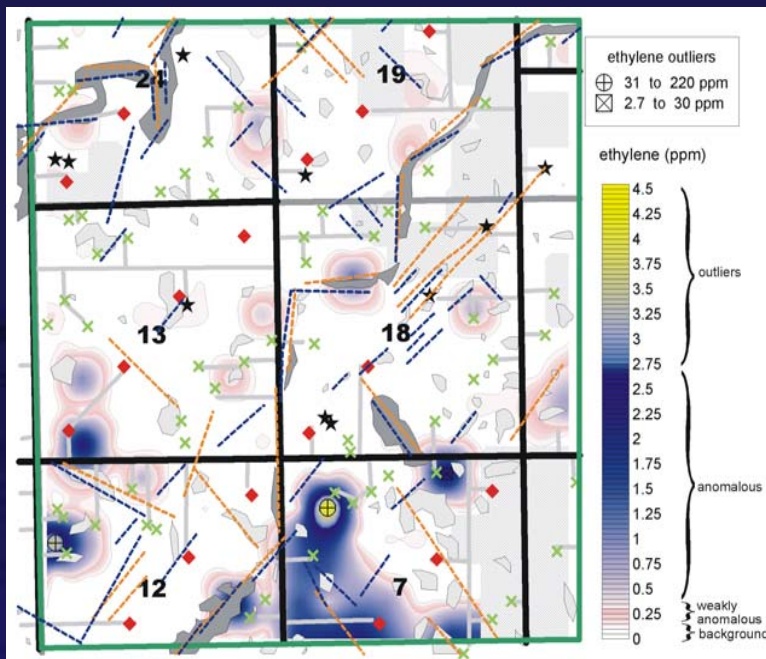 24
19
13
18
12
7
ethylene outliers
31 to 220 ppm
2.7 to 30 ppm
ethylene (ppm)
4.5
4.25
4
3.75
3.5
3.25
3
2.75
2.5
2.25
2
1.75
1.5
1.25
1
0.75
0.5
0.25
0
outliers
anomalous
weakly
anomalous
background